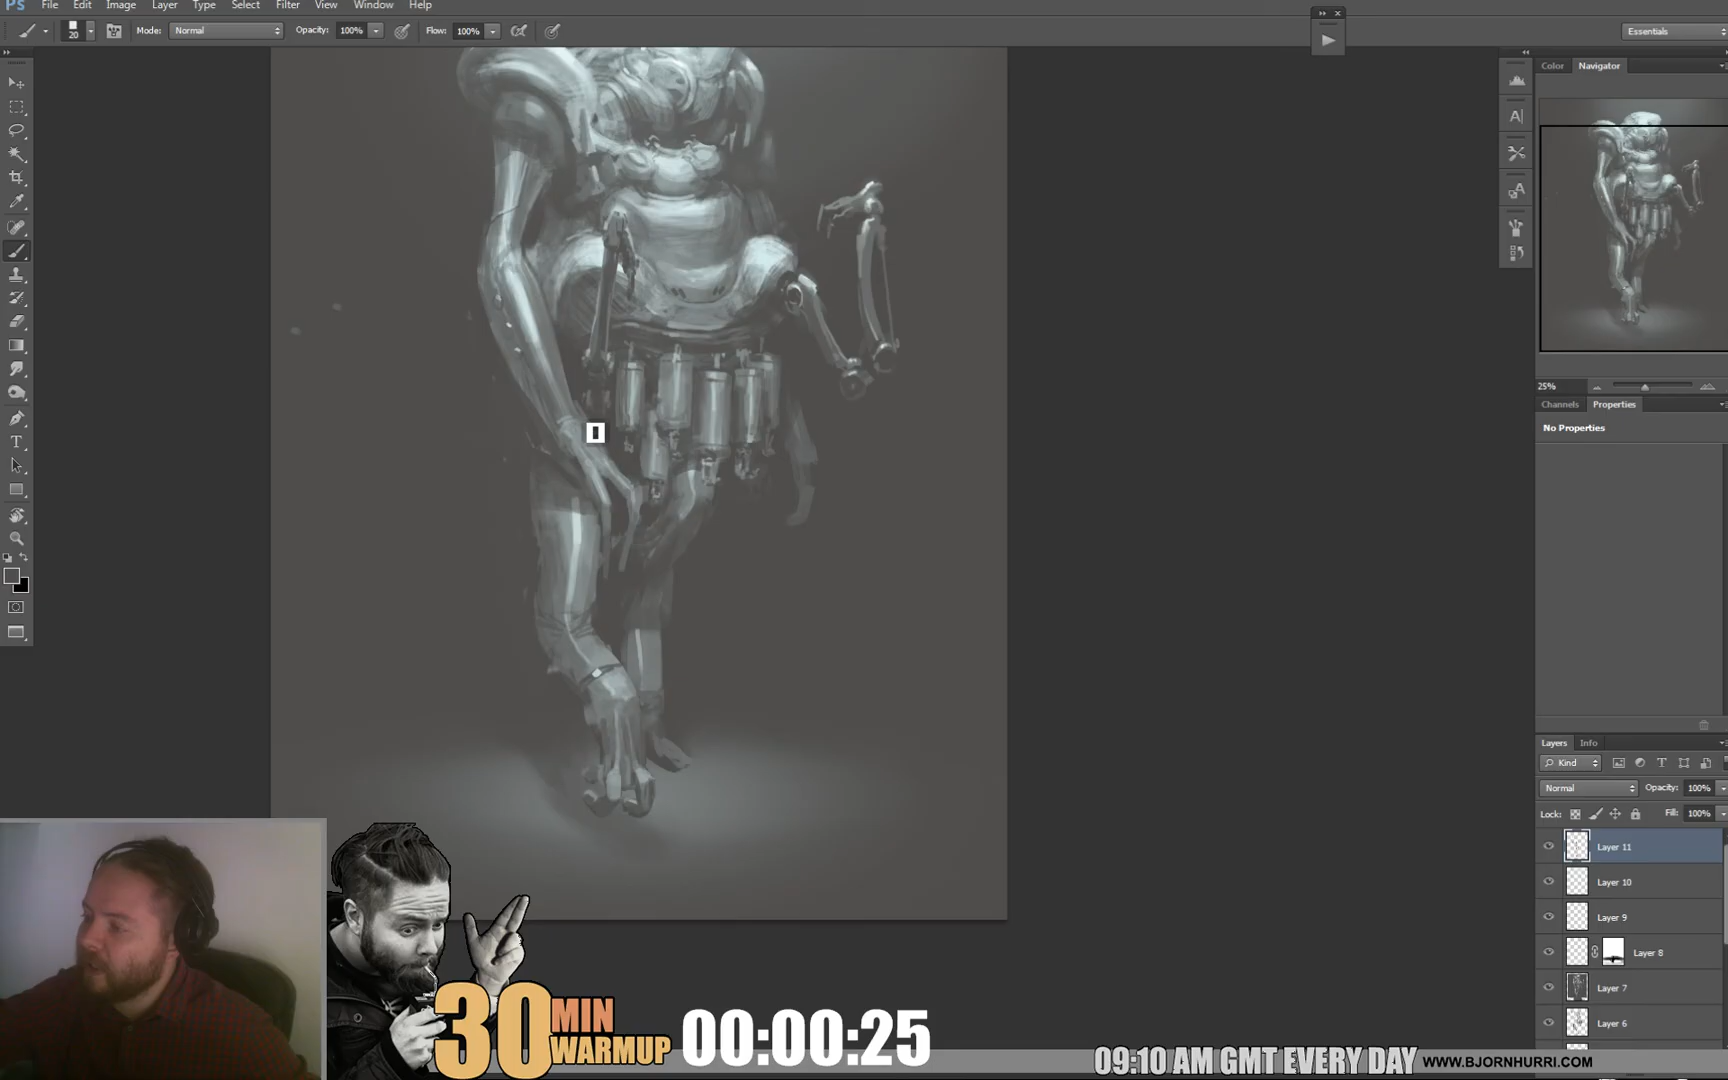 Ps File Edit Image Layer Type Select Filter View Window Help
20 Mode: Normal Opacity: 100% Flow: 100% Essentials
Color Navigator
25%
Channels Properties
No Properties
Layers Info
Kind
Normal Opacity: 100%
Lock: Fill: 100%
Layer 11
Layer 10
Layer 9
Layer 8
Layer 7
Layer 6
30 MIN WARMUP 00:00:25
09:10 AM GMT EVERY DAY WWW.BJORNHURRI.COM